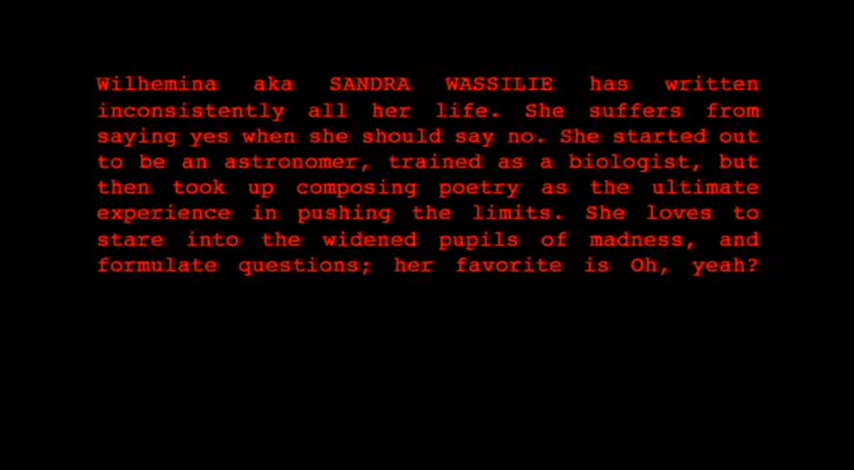 Wilhemina aka SANDRA WASSILIE has written
inconsistently all her life. She suffers from
saying yes when she should say no. She started out
to be an astronomer, trained as a biologist, but
then took up composing poetry as the ultimate
experience in pushing the limits. She loves to
stare into the widened pupils of madness, and
formulate questions; her favorite is Oh, yeah?